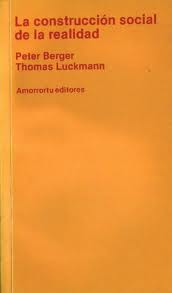 La construcción social
de la realidad
Peter Berger
Thomas Luckmann
Amorrortu editores